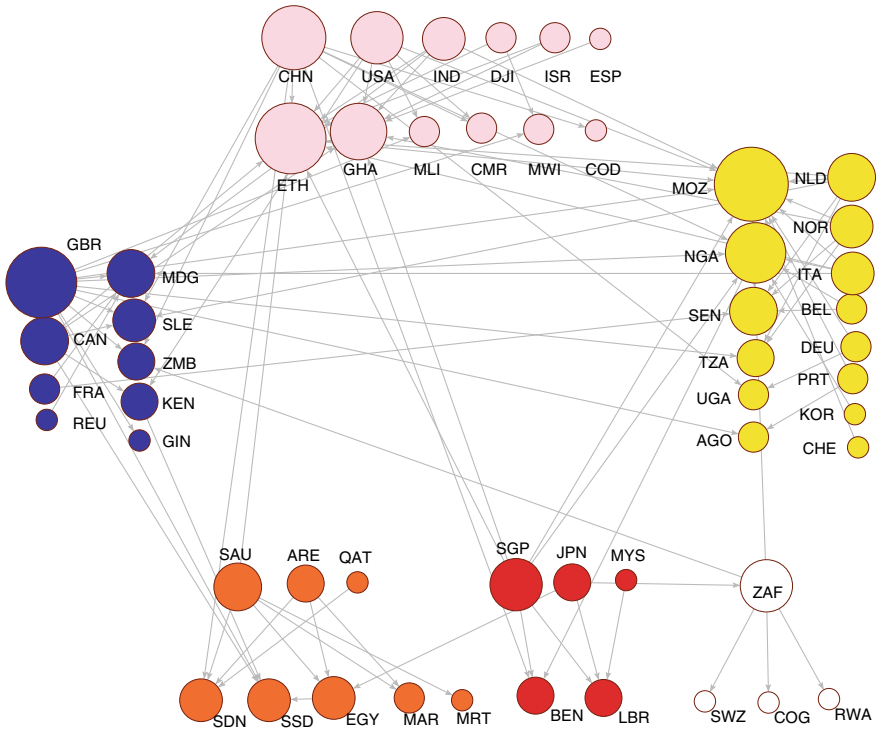 CHN USA IND DJI ISR ESP
ETH GHA MLI CMR MWI COD
GBR MDG
CAN SLE
ZMB
FRA KEN
REU GIN
MOZ NLD
NOR
NGA ITA
SEN BEL
TZA DEU
UGA PRT
AGO KOR
CHE
SAU ARE QAT
SDN SSD EGY MAR MRT
SGP JPN MYS
BEN LBR
ZAF
SWZ COG RWA